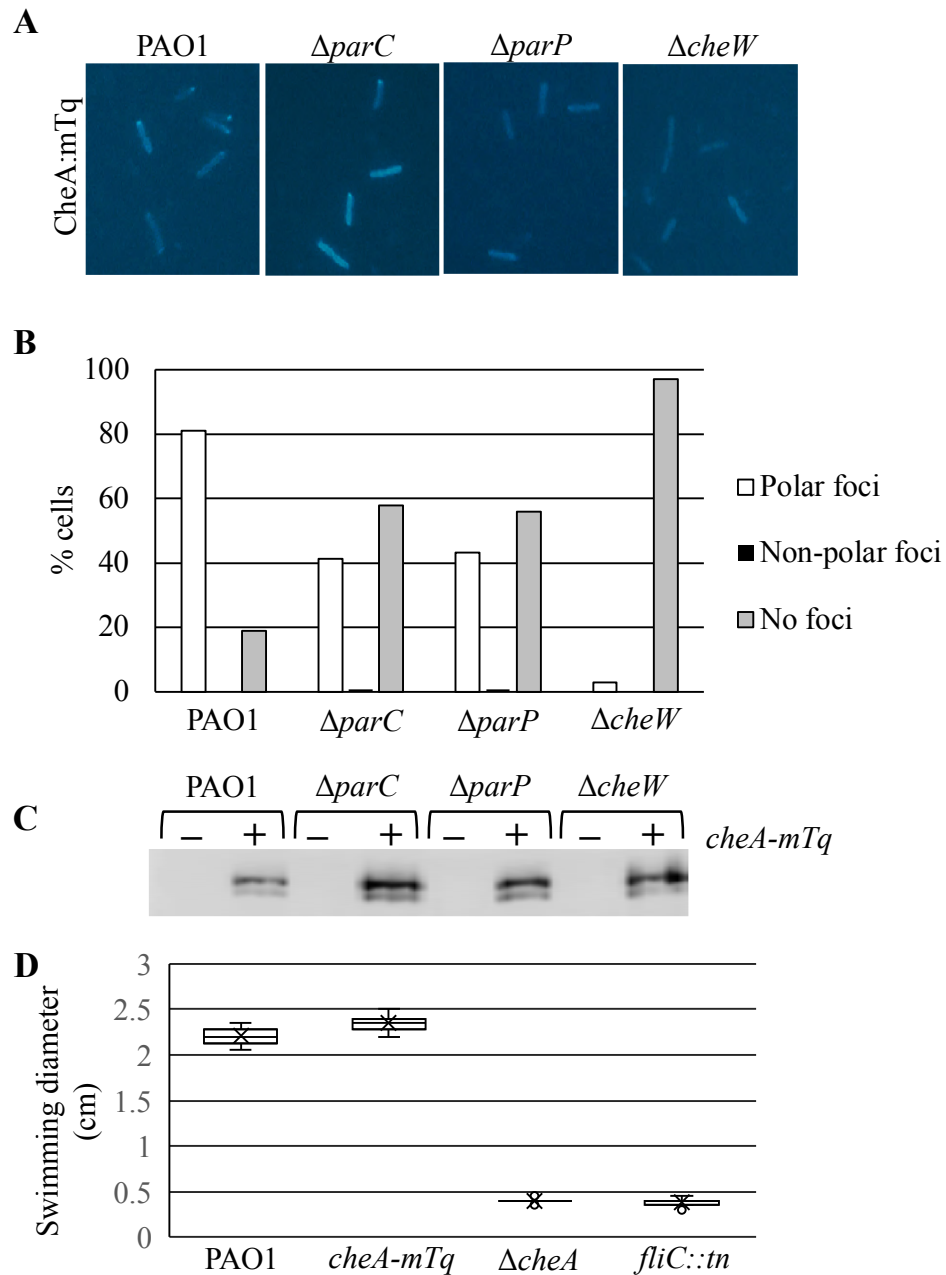 A
PAO1 ΔparC ΔparP ΔcheW
CheA:mTq
B
100
80
60
40
20
0
% cells
Polar foci
Non-polar foci
No foci
PAO1 ΔparC ΔparP ΔcheW
C
PAO1 ΔparC ΔparP ΔcheW
− + − + − + − + cheA-mTq
D
3
2.5
2
1.5
1
0.5
0
Swimming diameter
(cm)
PAO1 cheA-mTq ΔcheA fliC::tn